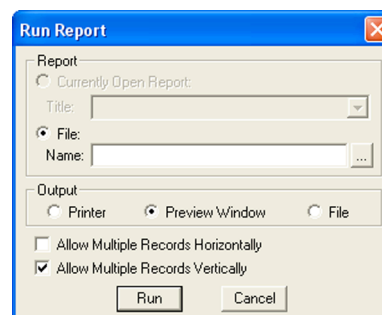 Run Report
Report
Currently Open Report:
Title:
File:
Name:
...
Output
Printer Preview Window File
Allow Multiple Records Horizontally
Allow Multiple Records Vertically
Run Cancel